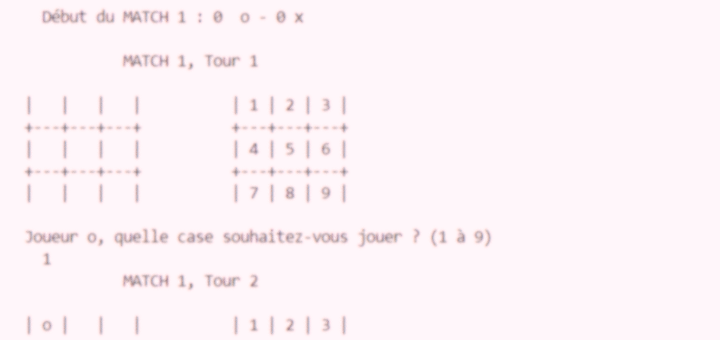 Début du MATCH 1 : 0  o - 0 x
MATCH 1, Tour 1
|   |   |   |          | 1 | 2 | 3 |
+---+---+---+          +---+---+---+
|   |   |   |          | 4 | 5 | 6 |
+---+---+---+          +---+---+---+
|   |   |   |          | 7 | 8 | 9 |
Joueur o, quelle case souhaitez-vous jouer ? (1 à 9)
1
MATCH 1, Tour 2
| o |   |   |          | 1 | 2 | 3 |